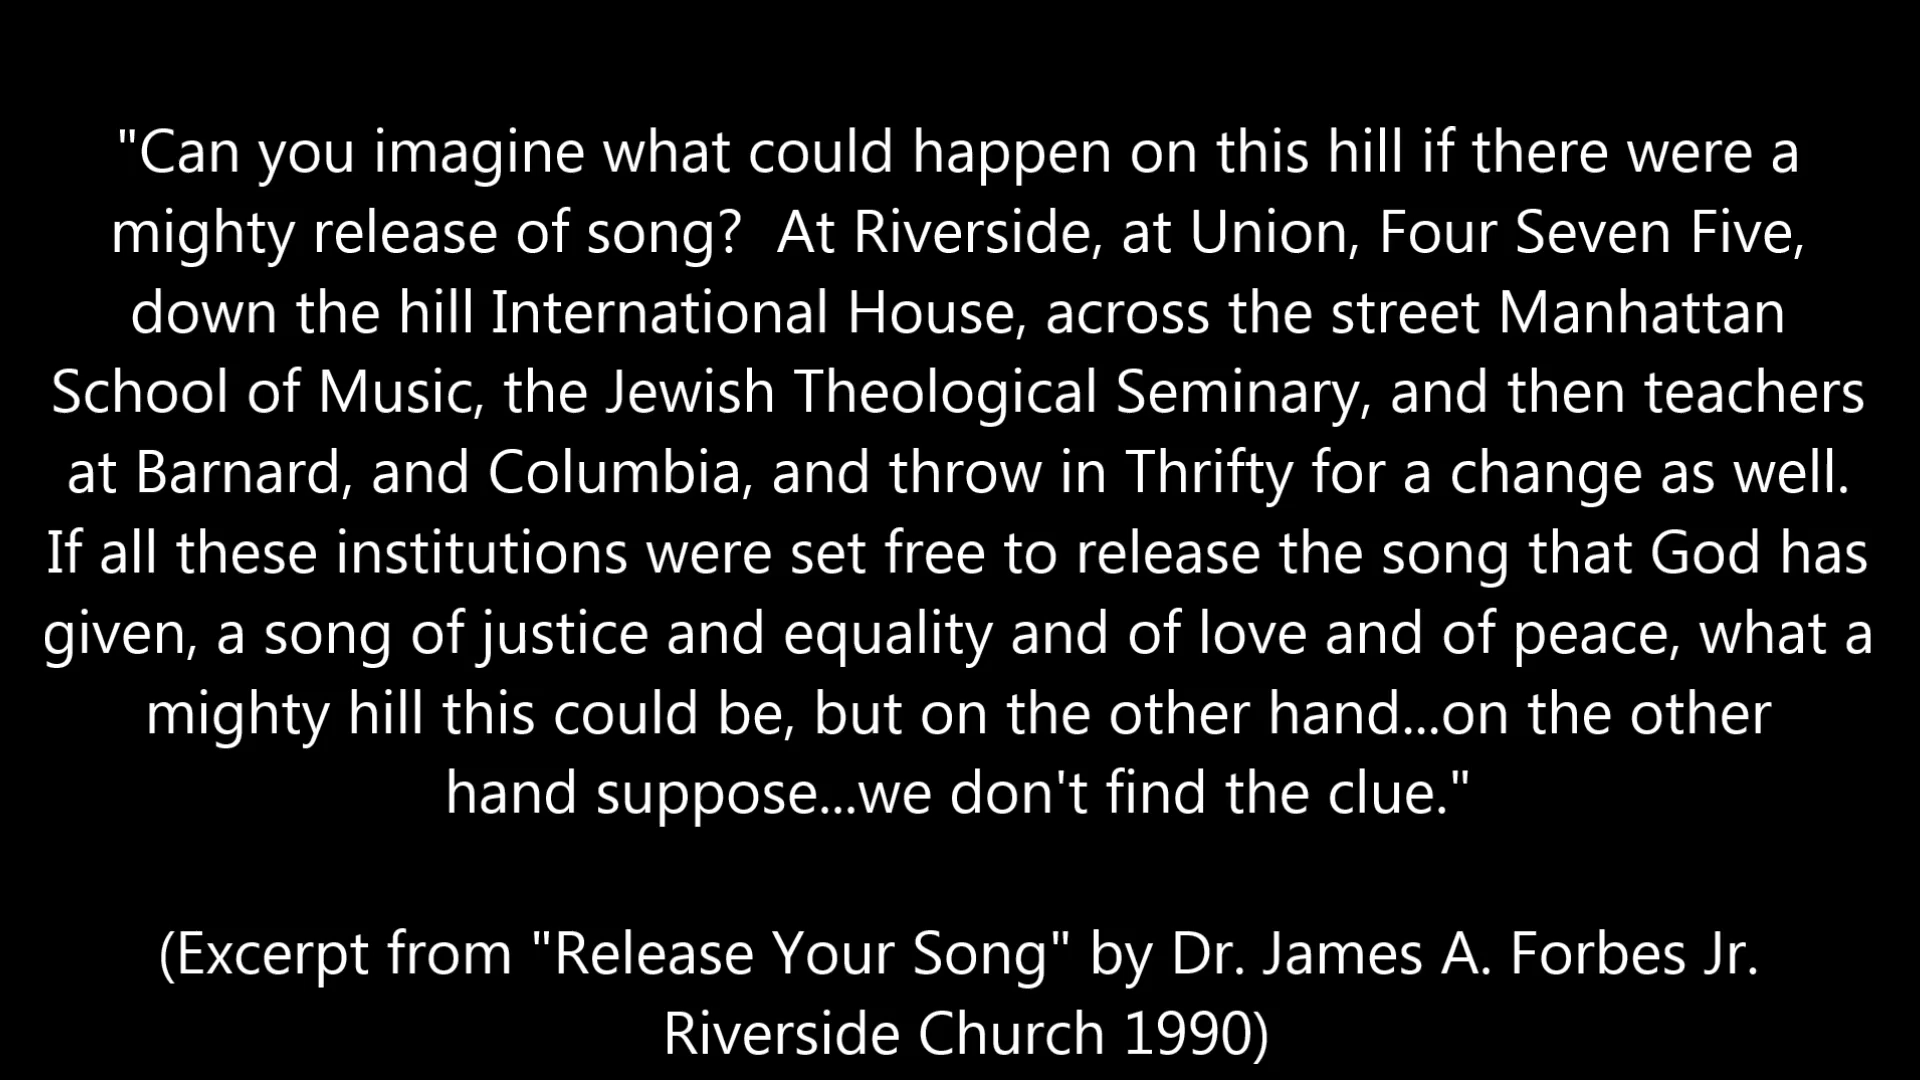 "Can you imagine what could happen on this hill if there were a
mighty release of song?  At Riverside, at Union, Four Seven Five,
down the hill International House, across the street Manhattan
School of Music, the Jewish Theological Seminary, and then teachers
at Barnard, and Columbia, and throw in Thrifty for a change as well.
If all these institutions were set free to release the song that God has
given, a song of justice and equality and of love and of peace, what a
mighty hill this could be, but on the other hand...on the other
hand suppose...we don't find the clue."
(Excerpt from "Release Your Song" by Dr. James A. Forbes Jr.
Riverside Church 1990)